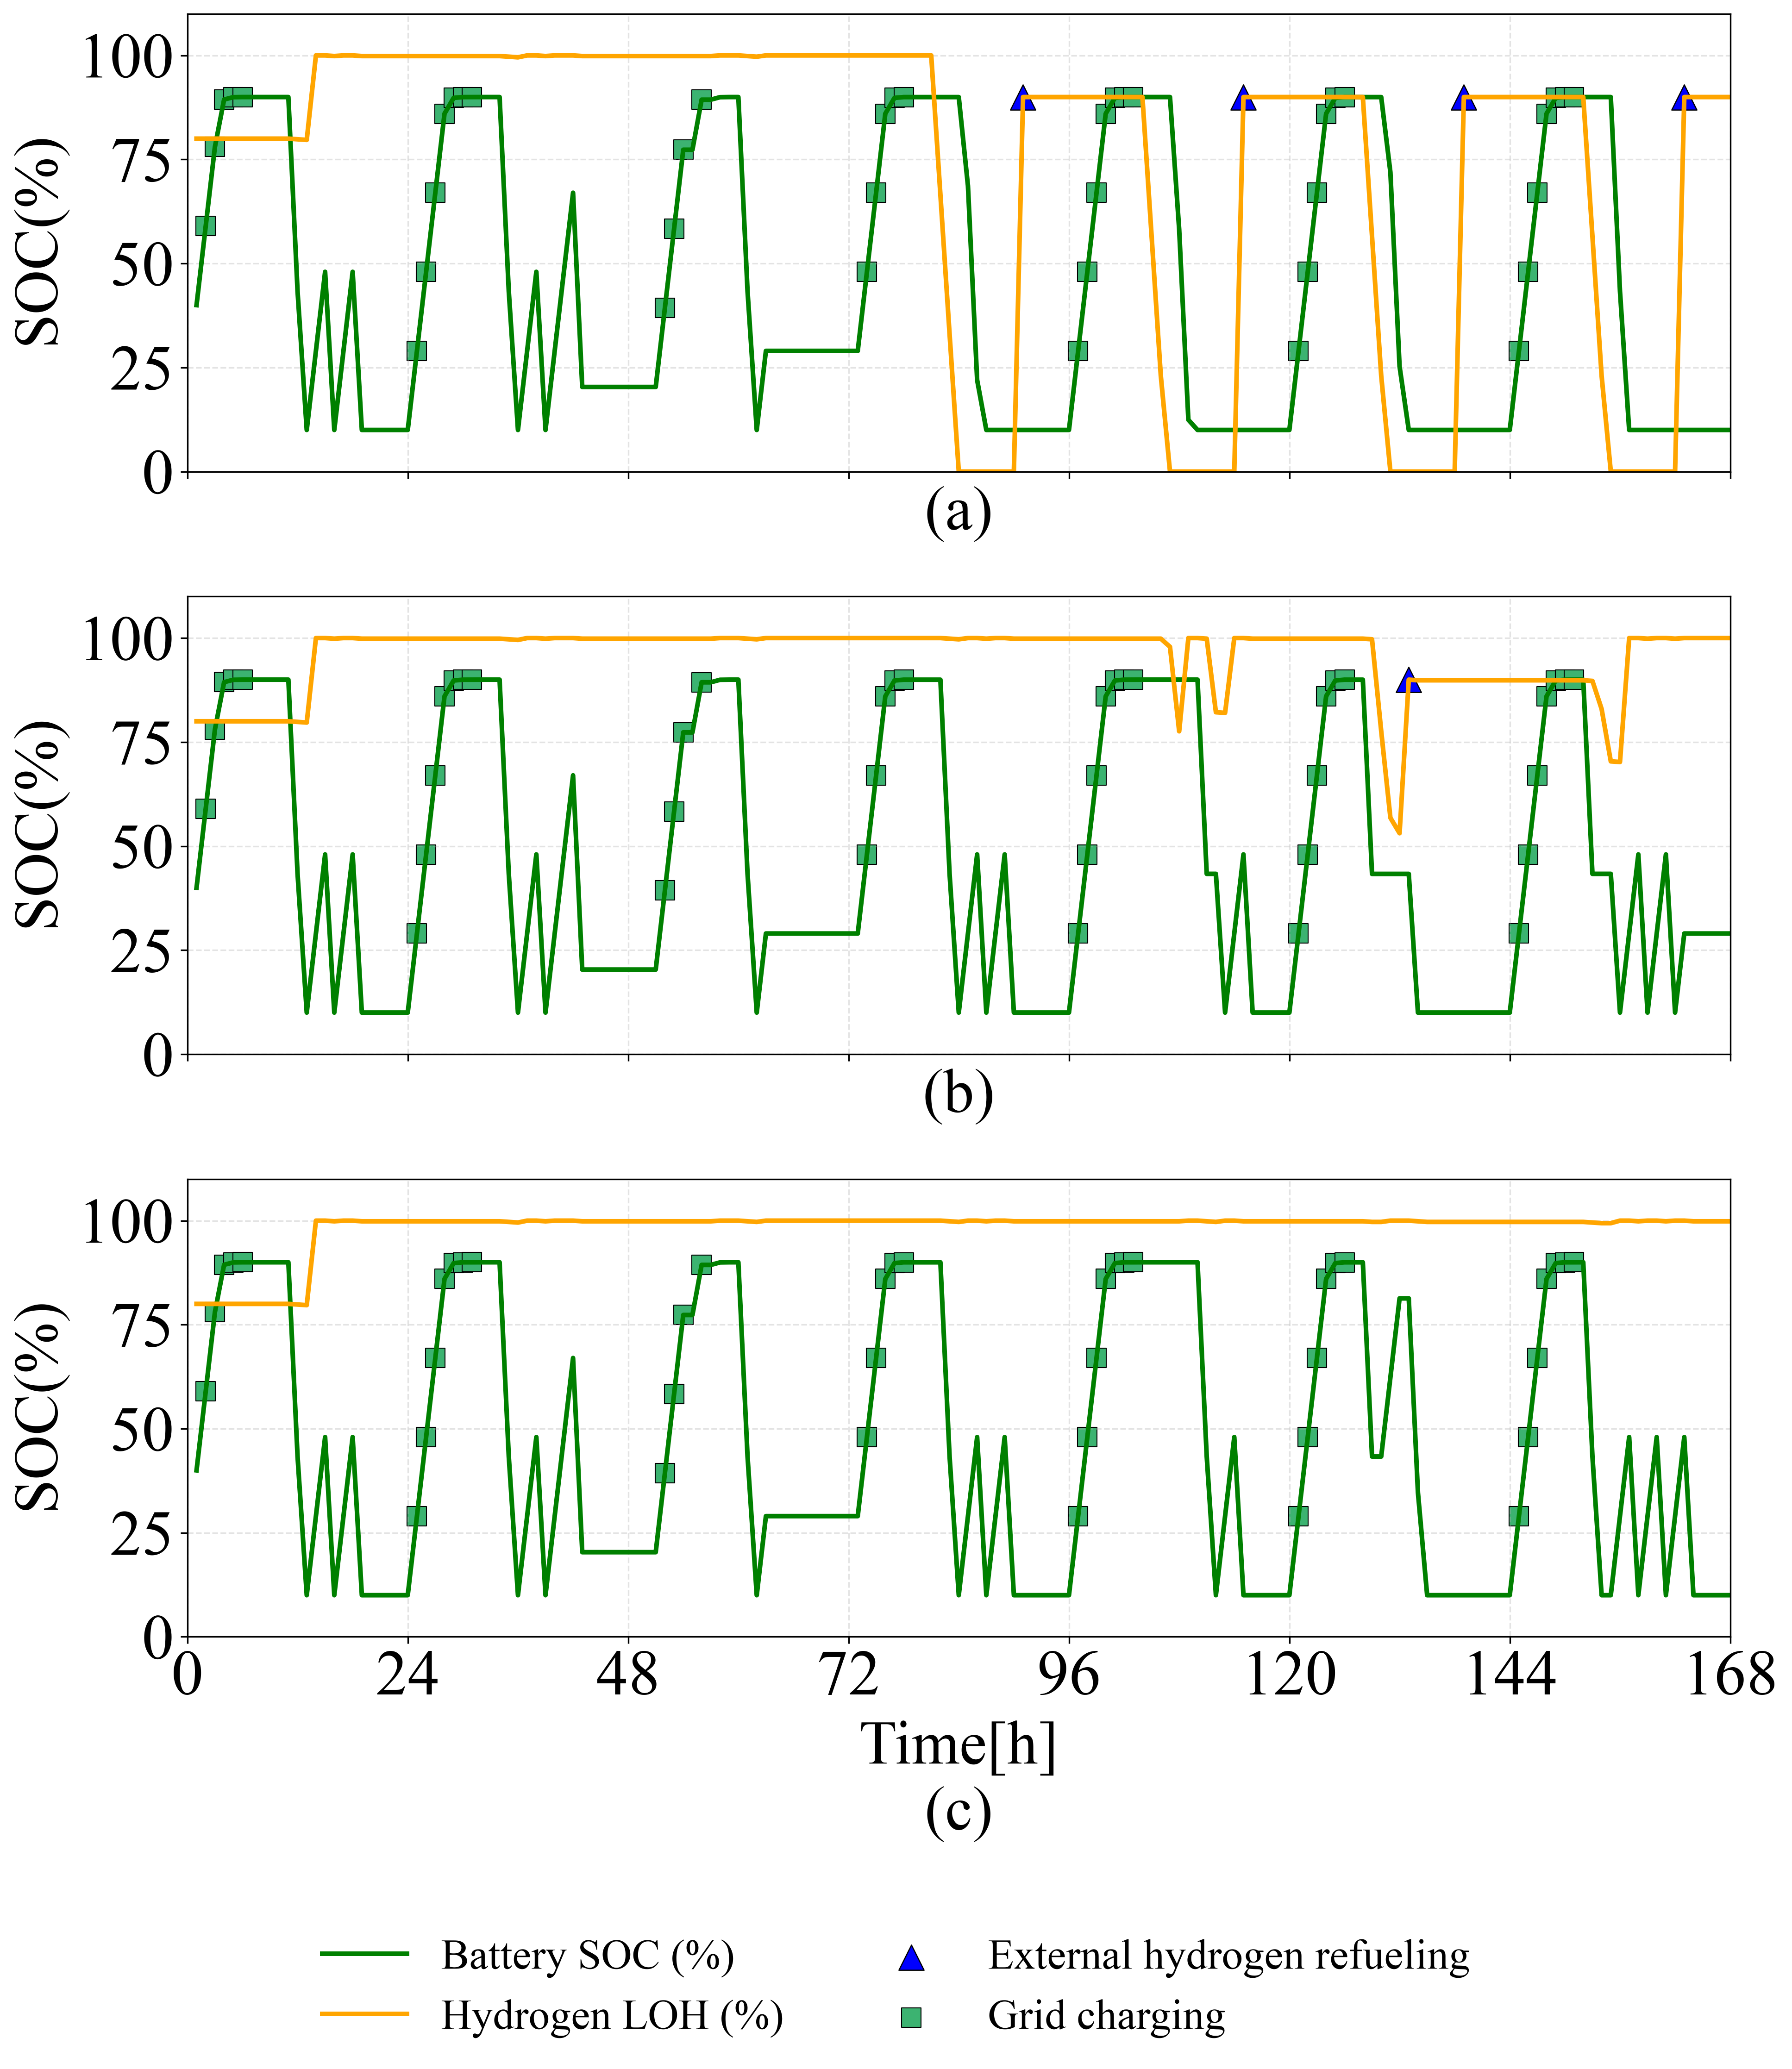 100
75
50
25
0
SOC(%)
(a)
100
75
50
25
0
SOC(%)
(b)
100
75
50
25
0
SOC(%)
0 24 48 72 96 120 144 168
Time[h]
(c)
Battery SOC (%)
External hydrogen refueling
Hydrogen LOH (%)
Grid charging